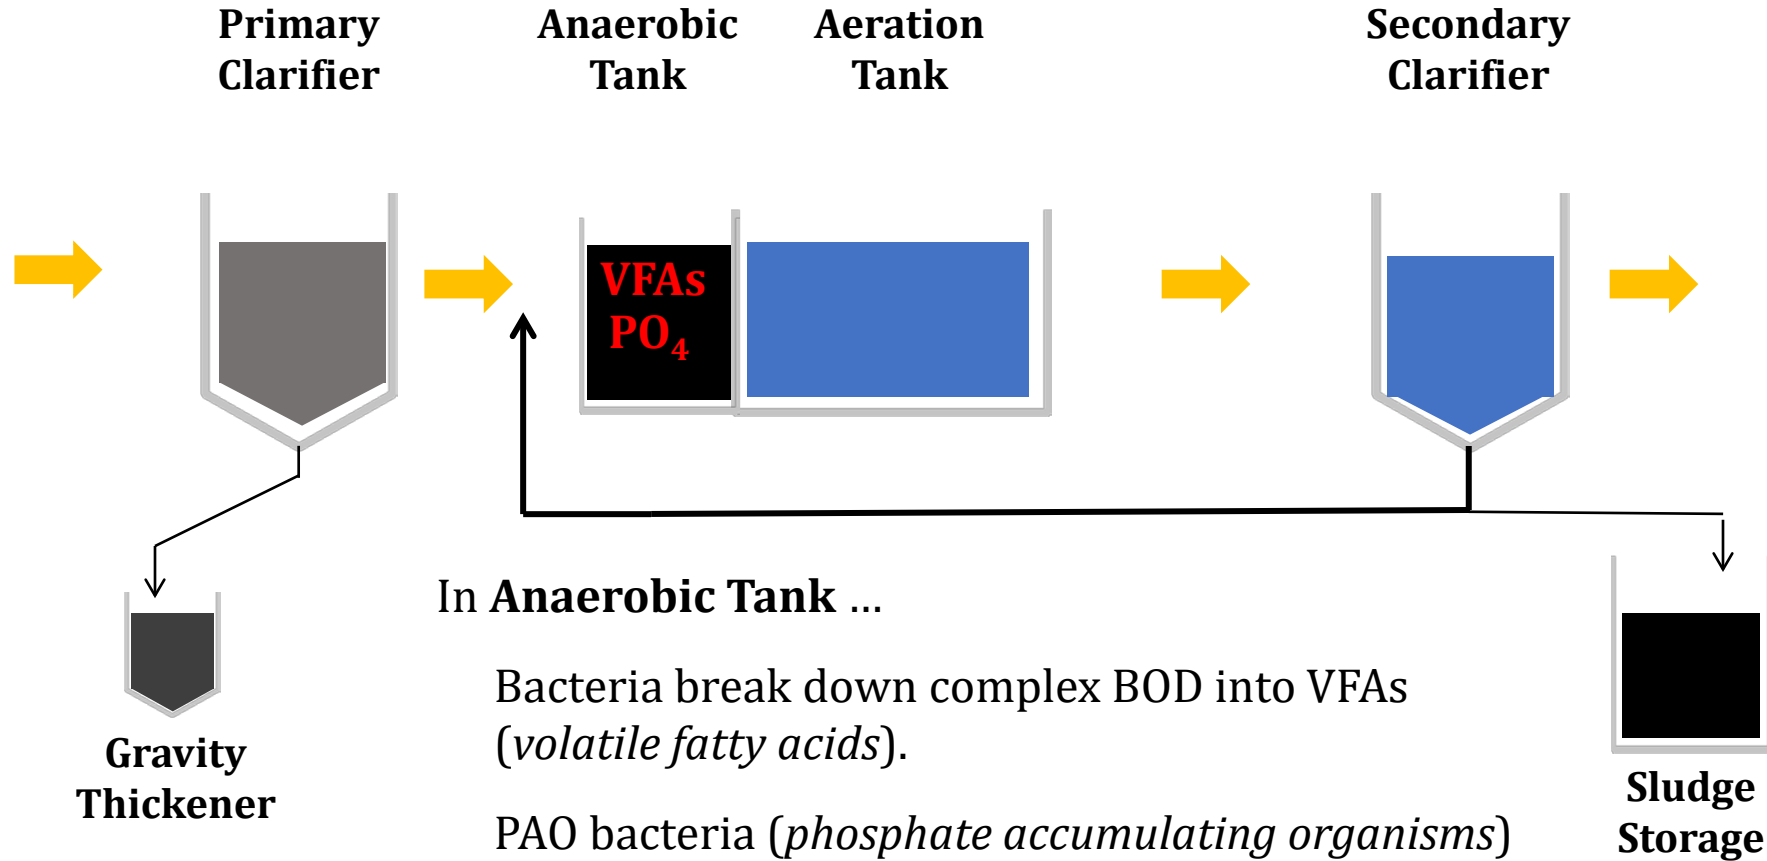 Primary
Clarifier
Anaerobic
Tank
Aeration
Tank
Secondary
Clarifier
VFAs
PO₄
In Anaerobic Tank …
Bacteria break down complex BOD into VFAs
(volatile fatty acids).
PAO bacteria (phosphate accumulating organisms)
Gravity
Thickener
Sludge
Storage